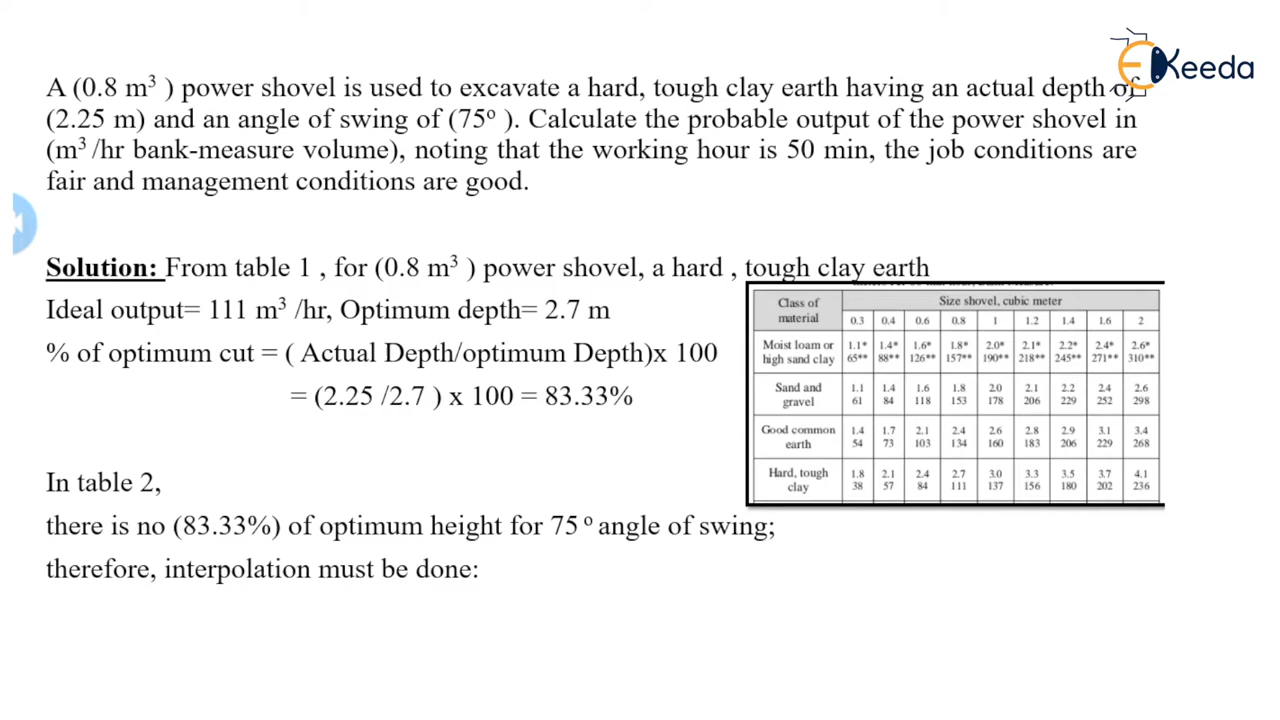 Keeda
A (0.8 m³ ) power shovel is used to excavate a hard, tough clay earth having an actual depth of
(2.25 m) and an angle of swing of (75º ). Calculate the probable output of the power shovel in
(m³ /hr bank-measure volume), noting that the working hour is 50 min, the job conditions are
fair and management conditions are good.
Solution: From table 1 , for (0.8 m³ ) power shovel, a hard , tough clay earth
Ideal output= 111 m³ /hr, Optimum depth= 2.7 m
% of optimum cut = ( Actual Depth/optimum Depth)x 100
= (2.25 /2.7 ) x 100 = 83.33%
In table 2,
there is no (83.33%) of optimum height for 75 º angle of swing;
therefore, interpolation must be done:
Class of material Size shovel, cubic meter
0.3 0.4 0.6 0.8 1 1.2 1.4 1.6 2
Moist loam or 1.1* 1.4* 1.6* 1.8* 2.0* 2.1* 2.2* 2.4* 2.6*
high sand clay 65** 88** 126** 157** 190** 218** 245** 271** 310**
Sand and 1.1 1.4 1.6 1.8 2.0 2.1 2.2 2.4 2.6
gravel 61 84 118 153 178 206 229 252 298
Good common 1.4 1.7 2.1 2.4 2.6 2.8 2.9 3.1 3.4
earth 54 73 103 134 160 183 206 229 268
Hard, tough 1.8 2.1 2.4 2.7 3.0 3.3 3.5 3.7 4.1
clay 38 57 84 111 137 156 180 202 236